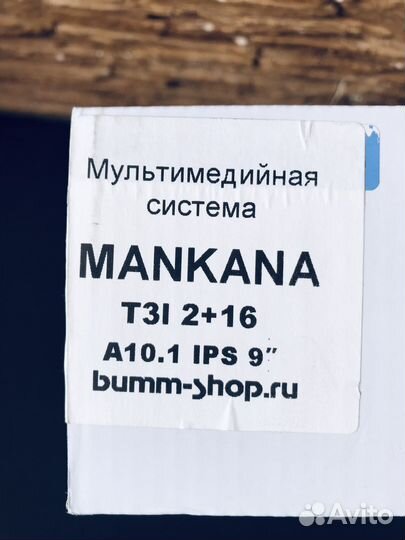 Мультимедийная
система
MANKANA
T3I 2+16
A10.1 IPS 9"
bumm-shop.ru
Avito